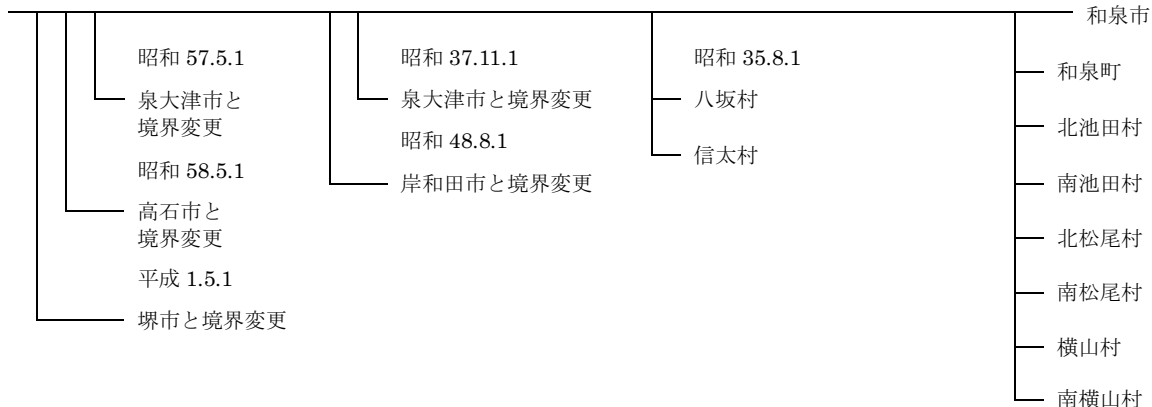 和泉市
昭和 57.5.1
泉大津市と
境界変更
昭和 58.5.1
高石市と
境界変更
平成 1.5.1
堺市と境界変更
昭和 37.11.1
泉大津市と境界変更
昭和 48.8.1
岸和田市と境界変更
昭和 35.8.1
八坂村
信太村
和泉町
北池田村
南池田村
北松尾村
南松尾村
横山村
南横山村